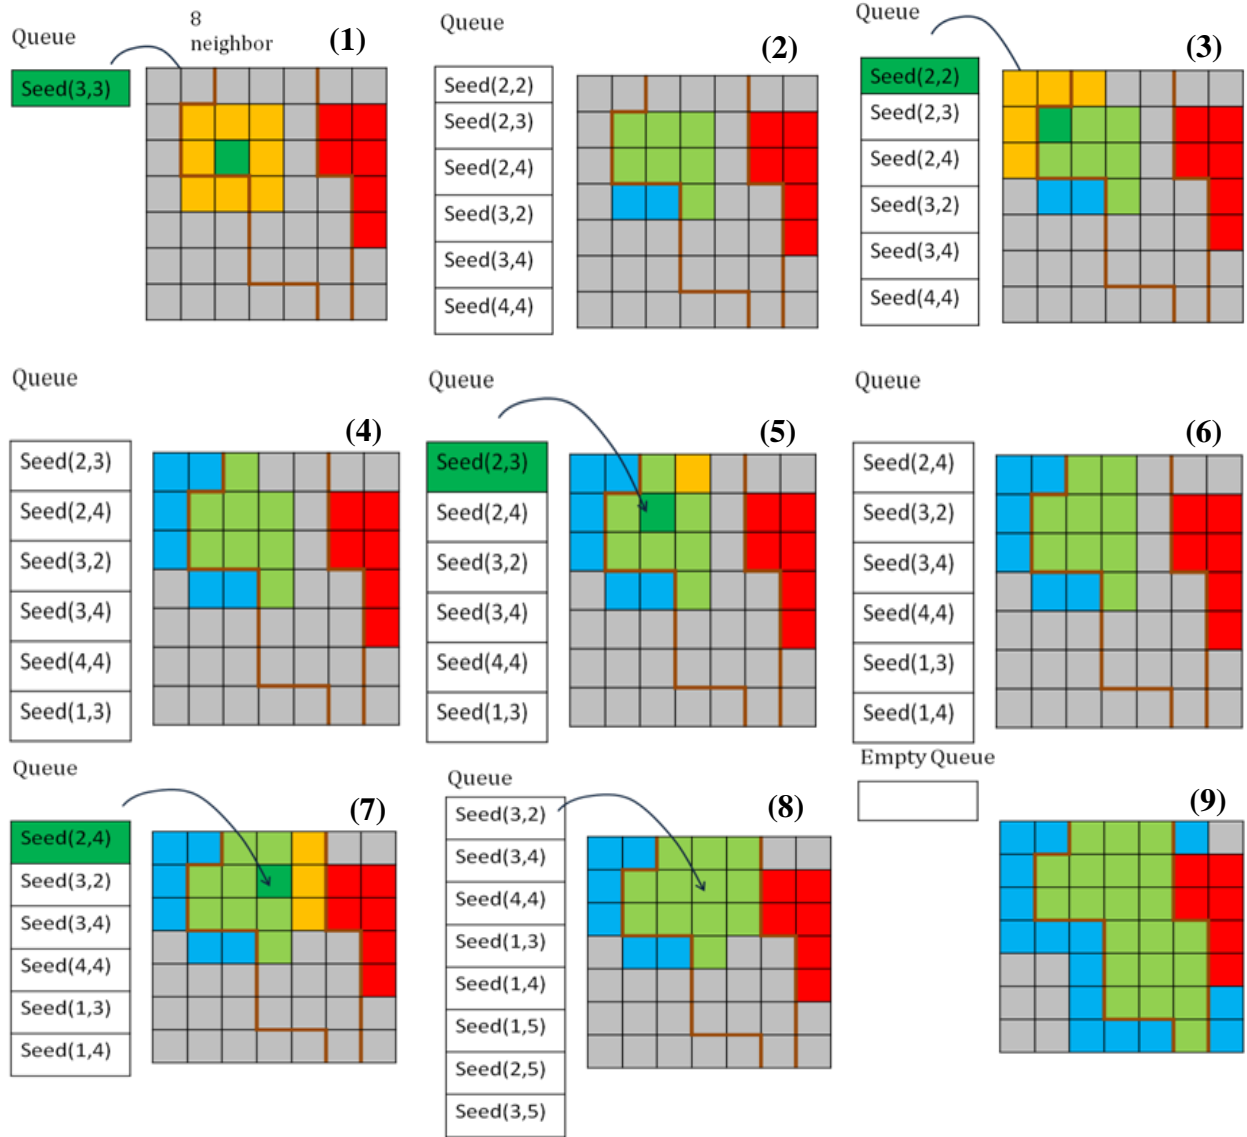 Queue
8
neighbor
(1)
Seed(3,3)
Queue
(2)
Seed(2,2)
Seed(2,3)
Seed(2,4)
Seed(3,2)
Seed(3,4)
Seed(4,4)
Queue
(3)
Seed(2,2)
Seed(2,3)
Seed(2,4)
Seed(3,2)
Seed(3,4)
Seed(4,4)
Queue
(4)
Seed(2,3)
Seed(2,4)
Seed(3,2)
Seed(3,4)
Seed(4,4)
Seed(1,3)
Queue
(5)
Seed(2,3)
Seed(2,4)
Seed(3,2)
Seed(3,4)
Seed(4,4)
Seed(1,3)
Queue
(6)
Seed(2,4)
Seed(3,2)
Seed(3,4)
Seed(4,4)
Seed(1,3)
Seed(1,4)
Queue
(7)
Seed(2,4)
Seed(3,2)
Seed(3,4)
Seed(4,4)
Seed(1,3)
Seed(1,4)
Queue
(8)
Seed(3,2)
Seed(3,4)
Seed(4,4)
Seed(1,3)
Seed(1,4)
Seed(1,5)
Seed(2,5)
Seed(3,5)
Empty Queue
(9)